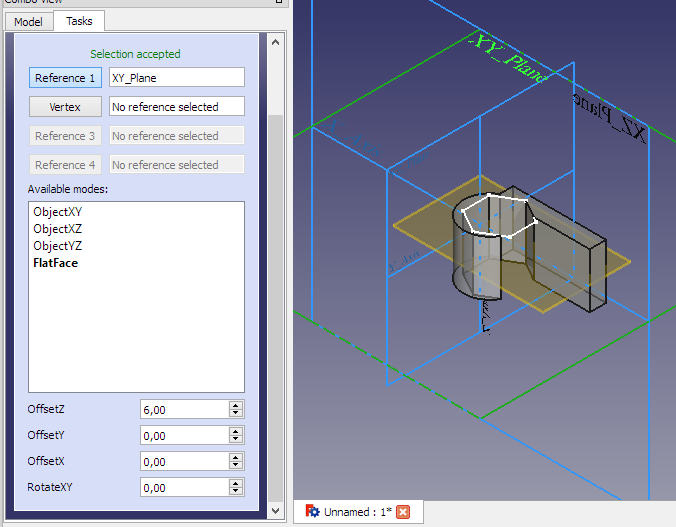 Combo View
Model Tasks
Selection accepted
Reference 1 XY_Plane
Vertex No reference selected
Reference 3 No reference selected
Reference 4 No reference selected
Available modes:
ObjectXY
ObjectXZ
ObjectYZ
FlatFace
OffsetZ 6,00
OffsetY 0,00
OffsetX 0,00
RotateXY 0,00
XY_Plane
XZ_Plane
Unnamed : 1*